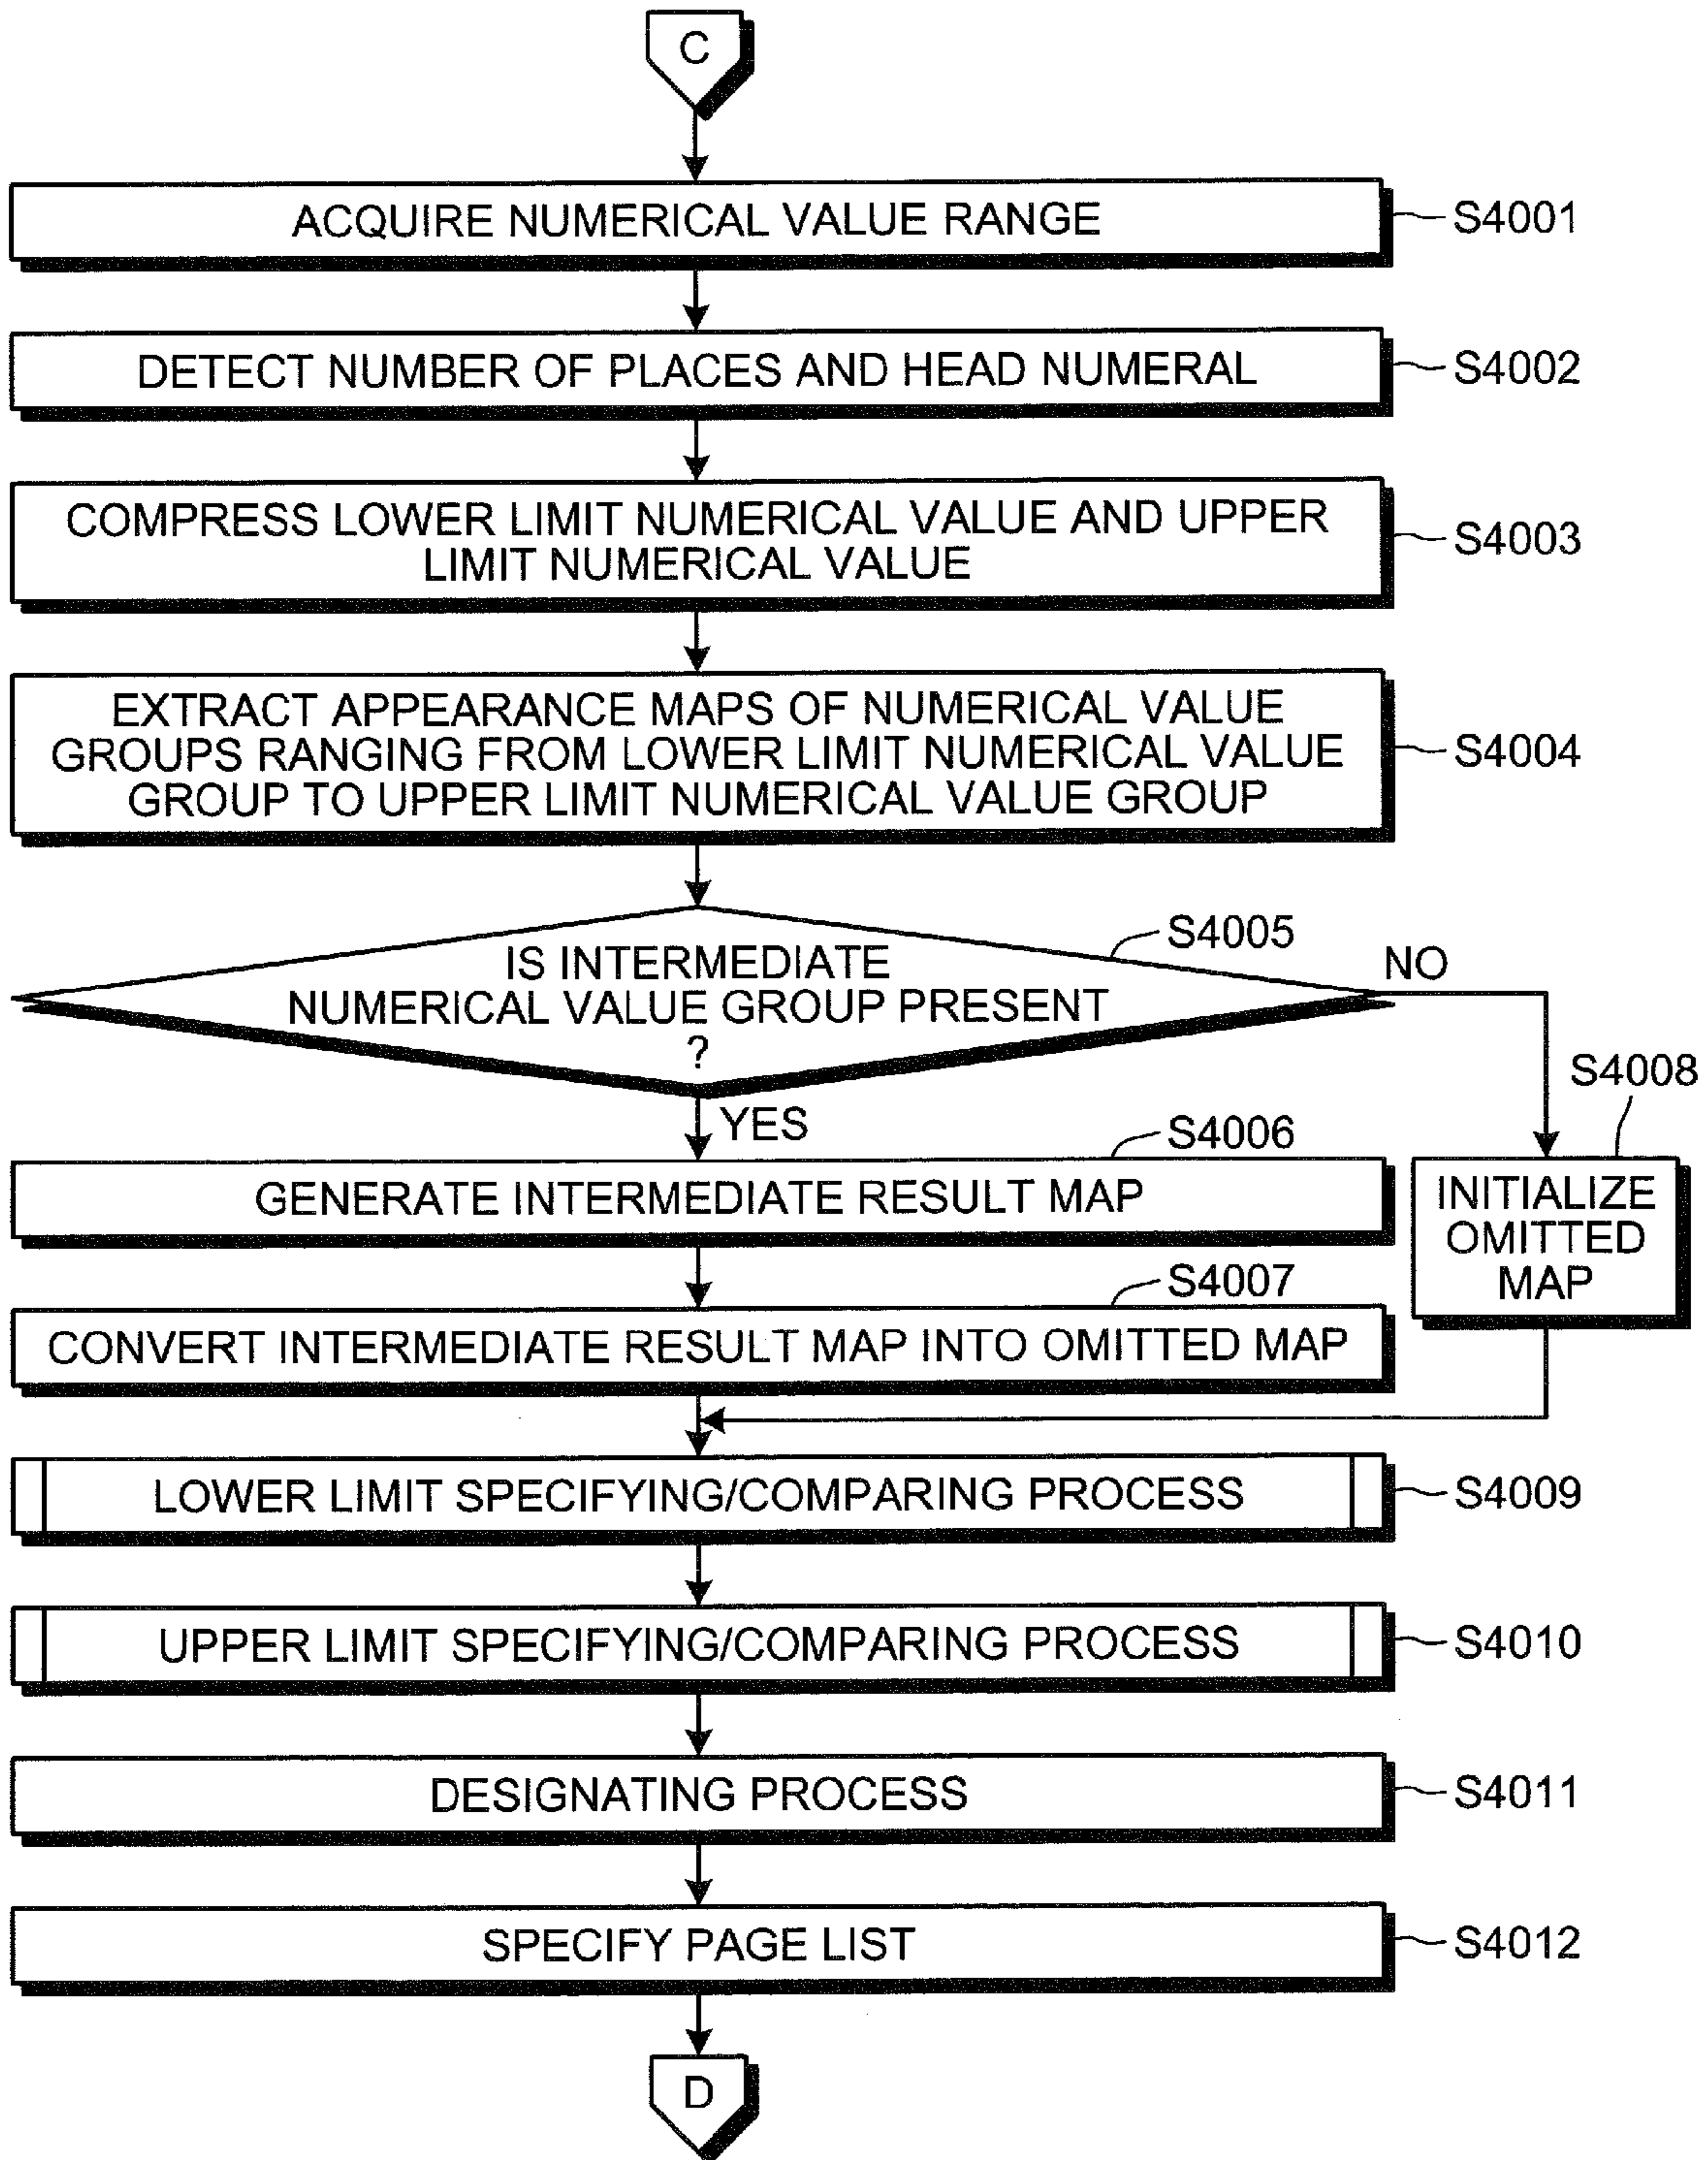 C
ACQUIRE NUMERICAL VALUE RANGE
S4001
DETECT NUMBER OF PLACES AND HEAD NUMERAL
S4002
COMPRESS LOWER LIMIT NUMERICAL VALUE AND UPPER
LIMIT NUMERICAL VALUE
S4003
EXTRACT APPEARANCE MAPS OF NUMERICAL VALUE
GROUPS RANGING FROM LOWER LIMIT NUMERICAL VALUE
GROUP TO UPPER LIMIT NUMERICAL VALUE GROUP
S4004
IS INTERMEDIATE
NUMERICAL VALUE GROUP PRESENT
?
S4005
NO
YES
S4006
GENERATE INTERMEDIATE RESULT MAP
S4007
CONVERT INTERMEDIATE RESULT MAP INTO OMITTED MAP
S4008
INITIALIZE
OMITTED
MAP
LOWER LIMIT SPECIFYING/COMPARING PROCESS
S4009
UPPER LIMIT SPECIFYING/COMPARING PROCESS
S4010
DESIGNATING PROCESS
S4011
SPECIFY PAGE LIST
S4012
D